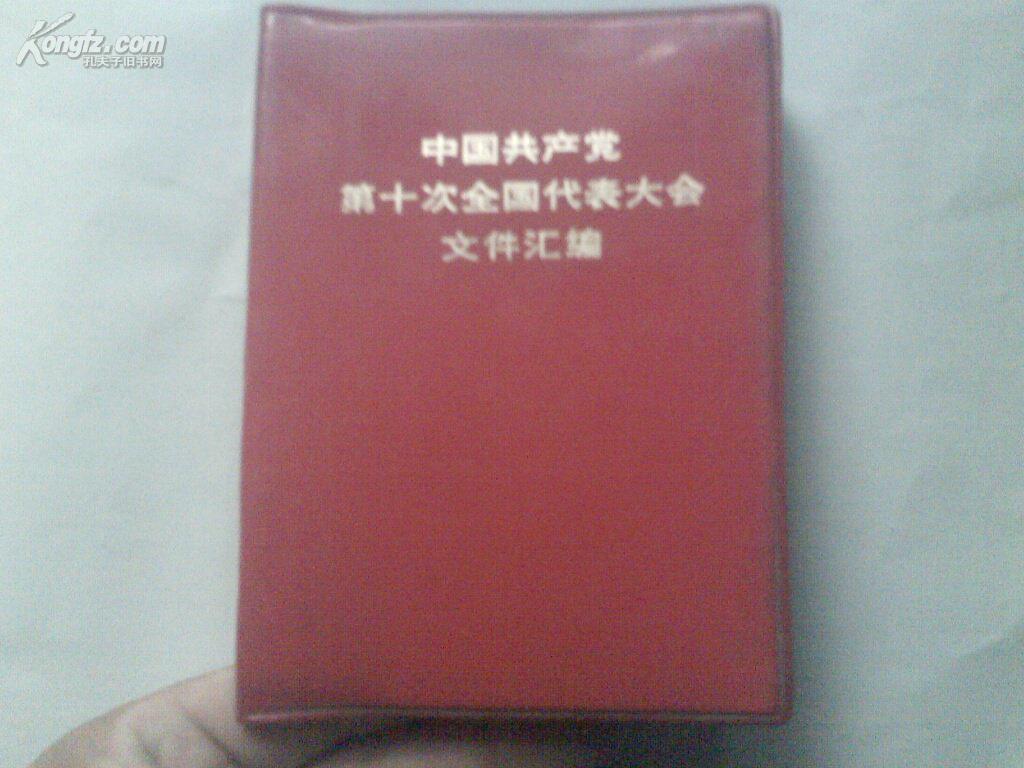 Kongfz.com
孔夫子旧书网
中国共产党
第十次全国代表大会
文件汇编